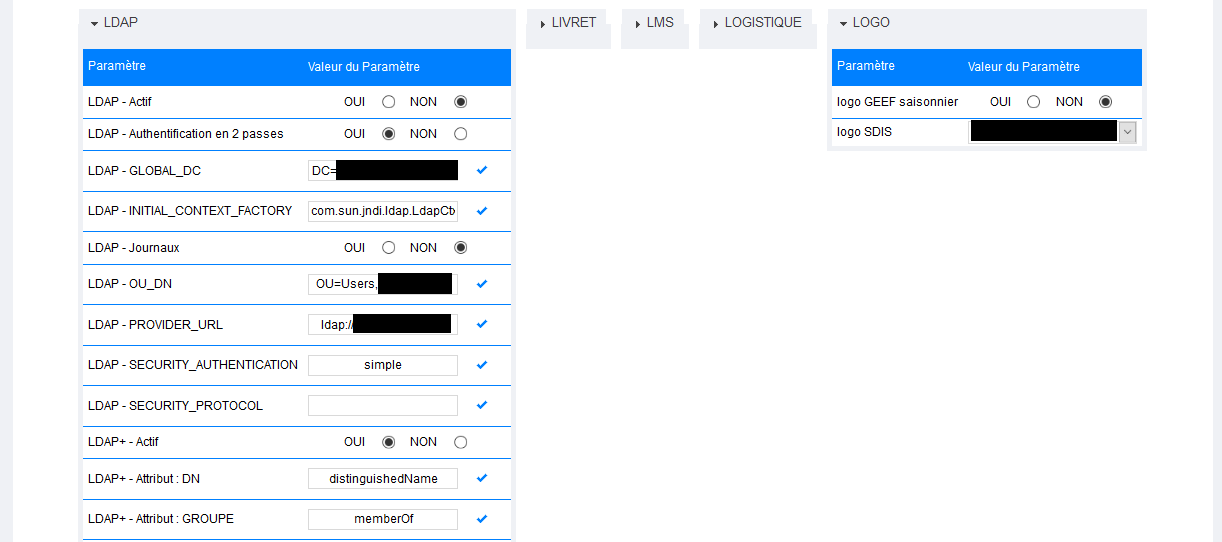 LDAP
Paramètre Valeur du Paramètre
LDAP - Actif OUI NON
LDAP - Authentification en 2 passes OUI NON
LDAP - GLOBAL_DC DC=
LDAP - INITIAL_CONTEXT_FACTORY com.sun.jndi.ldap.LdapCt
LDAP - Journaux OUI NON
LDAP - OU_DN OU=Users,
LDAP - PROVIDER_URL ldap://
LDAP - SECURITY_AUTHENTICATION simple
LDAP - SECURITY_PROTOCOL
LDAP+ - Actif OUI NON
LDAP+ - Attribut : DN distinguishedName
LDAP+ - Attribut : GROUPE memberOf
LIVRET
LMS
LOGISTIQUE
LOGO
Paramètre Valeur du Paramètre
logo GEEF saisonnier OUI NON
logo SDIS